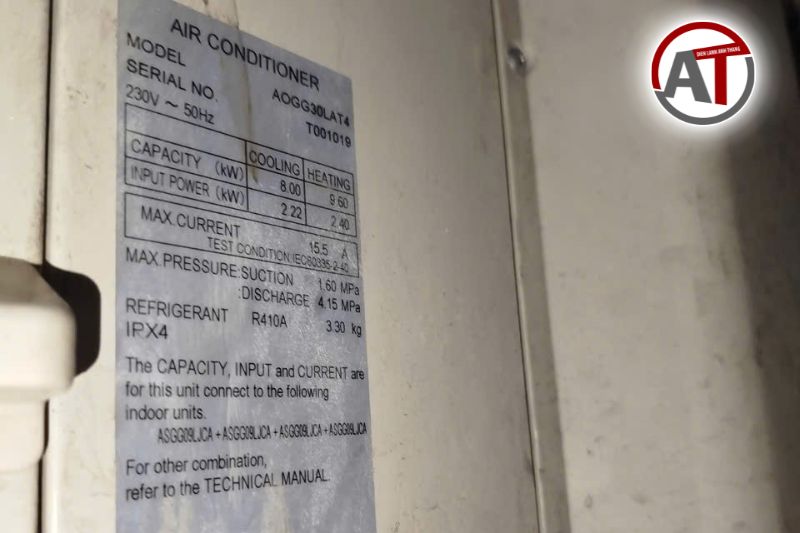 AIR CONDITIONER
MODEL AOGG30LAT4
SERIAL NO. T001019
230V ~ 50Hz
COOLING HEATING
CAPACITY (kW) 8.00 9.60
INPUT POWER (kW) 2.22 2.40
MAX.CURRENT 15.5 A
TEST CONDITION:IEC60335-2-40
MAX.PRESSURE:SUCTION 1.60 MPa
:DISCHARGE 4.15 MPa
REFRIGERANT R410A 3.30 kg
IPX4
The CAPACITY, INPUT and CURRENT are
for this unit connect to the following
indoor units.
ASGG09LJCA + ASGG09LJCA + ASGG09LJCA + ASGG09LJCA
For other combination,
refer to the TECHNICAL MANUAL.
DIEN LANH ANH THANG
AT